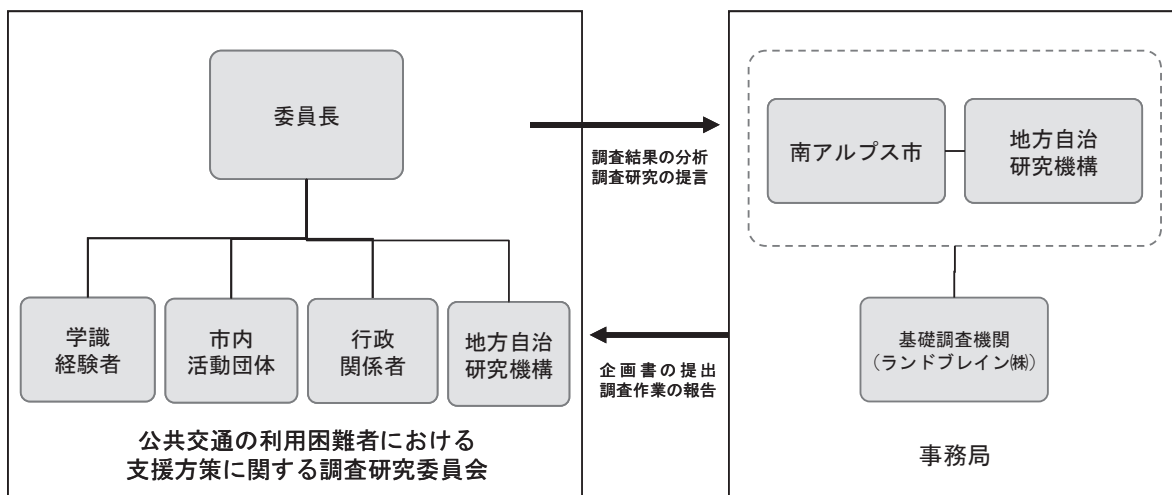 委員長
学識
経験者
市内
活動団体
行政
関係者
地方自治
研究機構
公共交通の利用困難者における
支援方策に関する調査研究委員会
調査結果の分析
調査研究の提言
企画書の提出
調査作業の報告
南アルプス市
地方自治
研究機構
基礎調査機関
(ランドブレイン㈱)
事務局